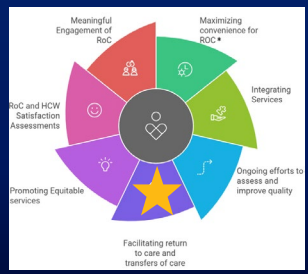 Meaningful
Engagement of
RoC
Maximizing
convenience for
ROC *
RoC and HCW
Satisfaction
Assessments
Integrating
Services
Promoting Equitable
services
Ongoing efforts to
assess and
improve quality
Facilitating return
to care and
transfers of care